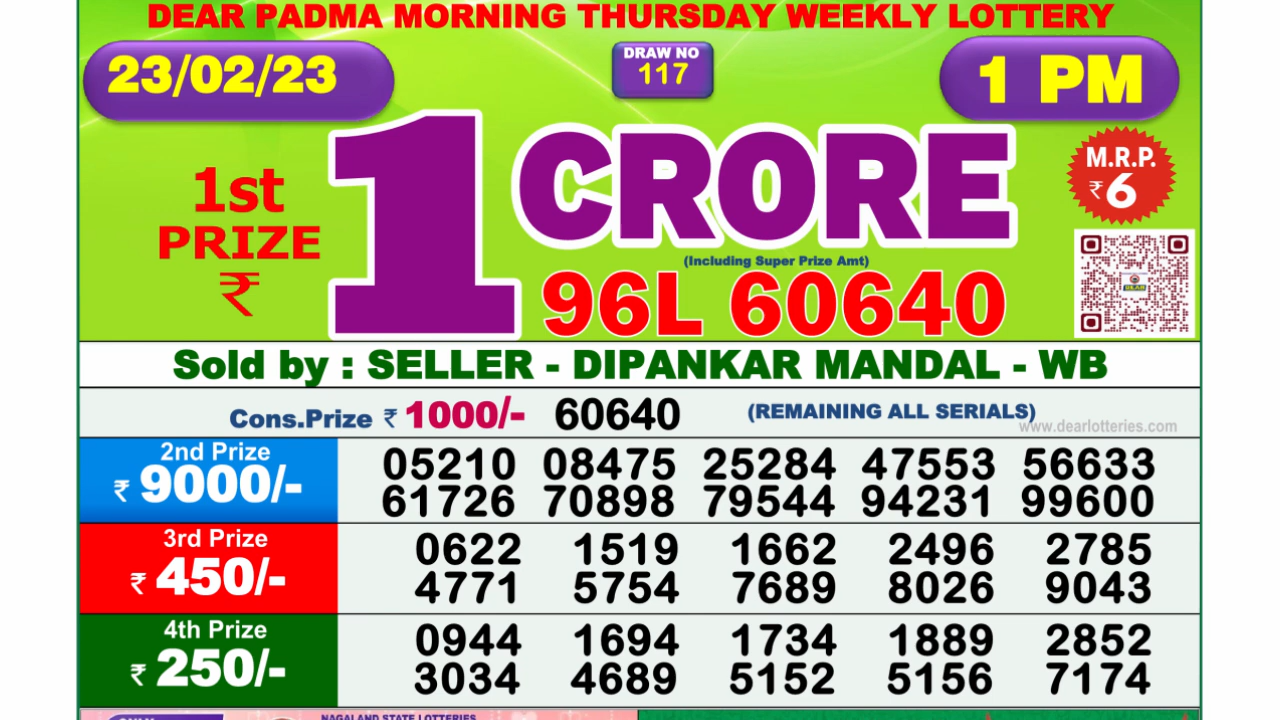 DEAR PADMA MORNING THURSDAY WEEKLY LOTTERY
23/02/23
DRAW NO
117
1 PM
1st
PRIZE
₹
1 CRORE
M.R.P.
₹6
(Including Super Prize Amt)
96L 60640
Sold by : SELLER - DIPANKAR MANDAL - WB
Cons.Prize ₹ 1000/- 60640 (REMAINING ALL SERIALS)
www.dearlotteries.com
2nd Prize
₹ 9000/-
05210 08475 25284 47553 56633
61726 70898 79544 94231 99600
3rd Prize
₹ 450/-
0622 1519 1662 2496 2785
4771 5754 7689 8026 9043
4th Prize
₹ 250/-
0944 1694 1734 1889 2852
3034 4689 5152 5156 7174
NAGALAND STATE LOTTERIES